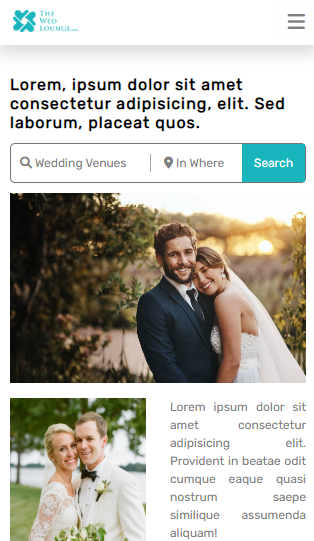 The
Wed
Lounge
Lorem, ipsum dolor sit amet
consectetur adipisicing, elit. Sed
laborum, placeat quos.
Wedding Venues
In Where
Search
Lorem ipsum dolor sit
amet consectetur
adipisicing elit.
Provident in beatae odit
cumque eaque quasi
nostrum saepe
similique assumenda
aliquam!